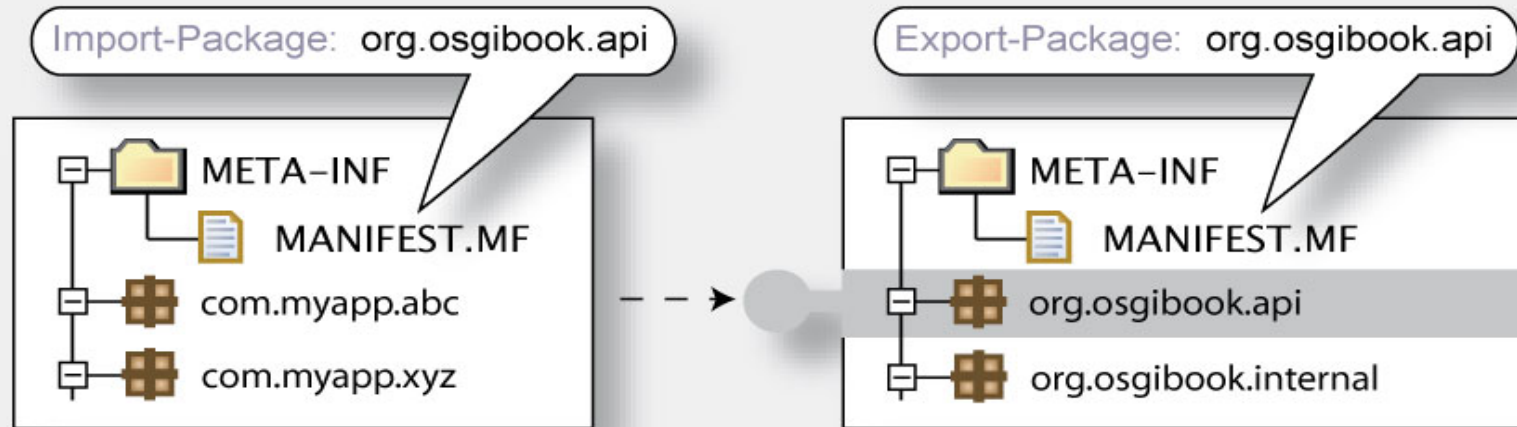 Import-Package: org.osgibook.api
META-INF
MANIFEST.MF
com.myapp.abc
com.myapp.xyz
Export-Package: org.osgibook.api
META-INF
MANIFEST.MF
org.osgibook.api
org.osgibook.internal